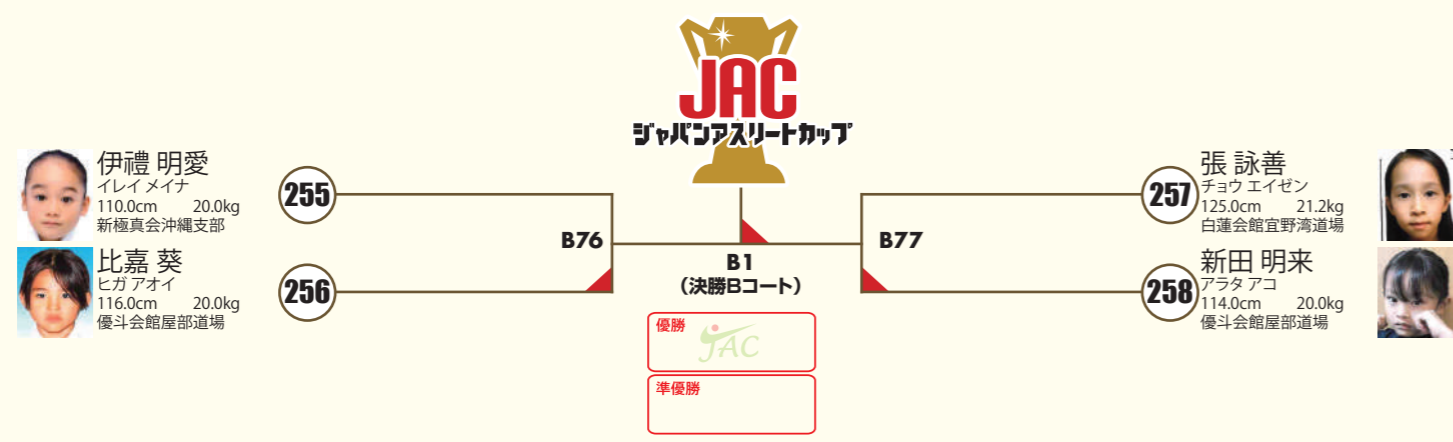 JAC
ジャパンアスリートカップ
伊禮 明愛
イレイ メイナ
110.0cm 20.0kg
新極真会沖縄支部
255
比嘉 葵
ヒガ アオイ
116.0cm 20.0kg
優斗会館屋部道場
256
B76
B1
(決勝Bコート)
B77
張 詠善
チョウ エイゼン
125.0cm 21.2kg
白蓮会館宜野湾道場
257
新田 明来
アラタ アコ
114.0cm 20.0kg
優斗会館屋部道場
258
優勝
JAC
準優勝